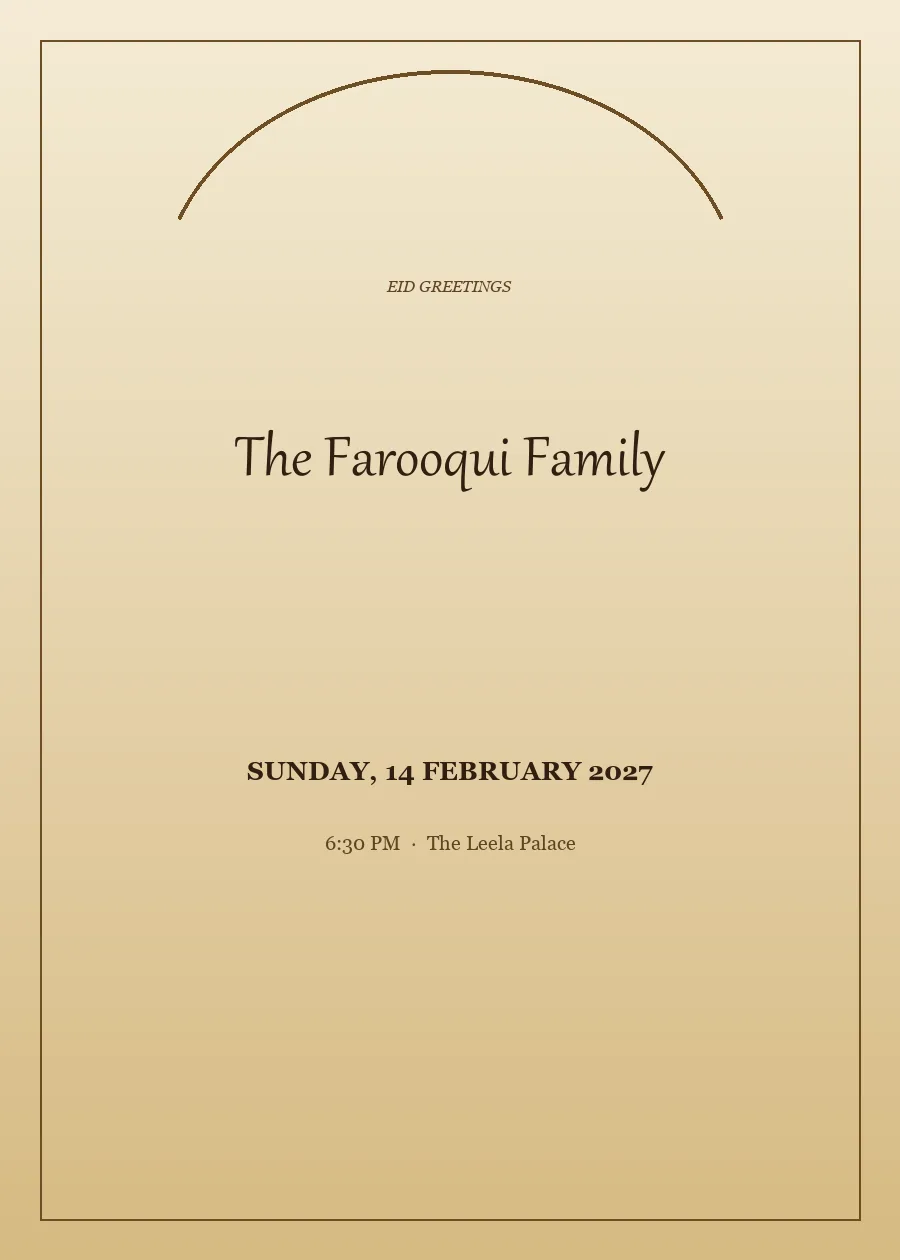 EID GREETINGS
The Farooqui Family
SUNDAY, 14 FEBRUARY 2027
6:30 PM · The Leela Palace